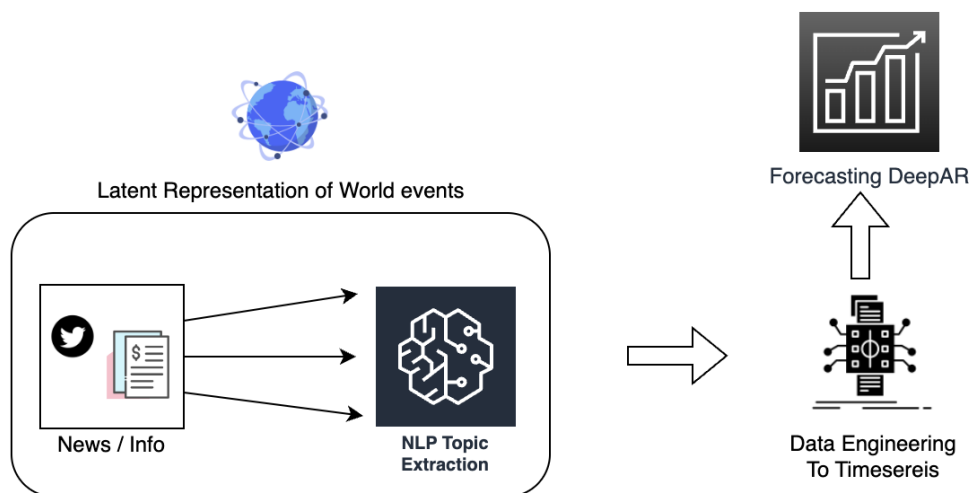 Latent Representation of World events
$
News / Info
NLP Topic
Extraction
Forecasting DeepAR
Data Engineering
To Timesereis